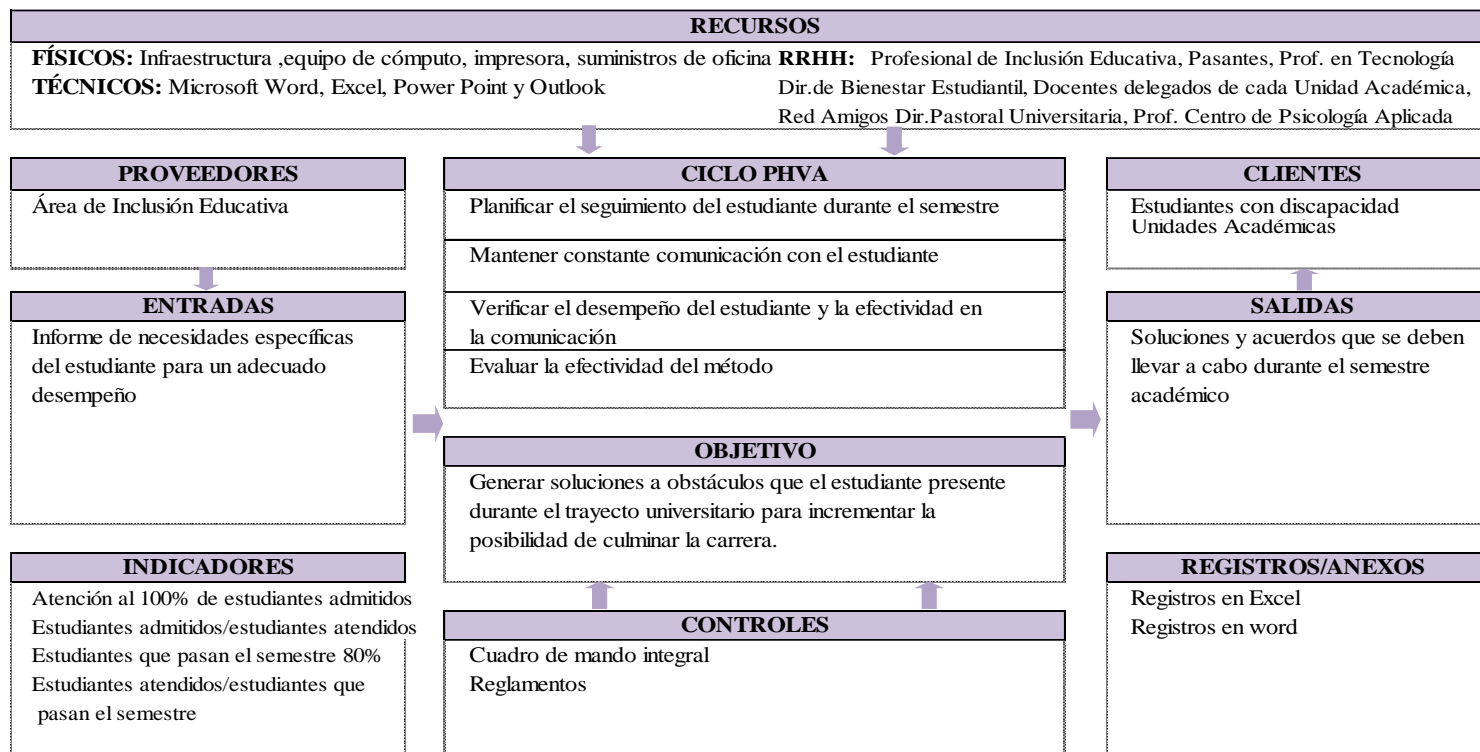 RECURSOS
FÍSICOS: Infraestructura ,equipo de cómputo, impresora, suministros de oficina
TÉCNICOS: Microsoft Word, Excel, Power Point y Outlook
RRHH: Profesional de Inclusión Educativa, Pasantes, Prof. en Tecnología
Dir.de Bienestar Estudiantil, Docentes delegados de cada Unidad Académica,
Red Amigos Dir.Pastoral Universitaria, Prof. Centro de Psicología Aplicada
PROVEEDORES
Área de Inclusión Educativa
ENTRADAS
Informe de necesidades específicas
del estudiante para un adecuado
desempeño
INDICADORES
Atención al 100% de estudiantes admitidos
Estudiantes admitidos/estudiantes atendidos
Estudiantes que pasan el semestre 80%
Estudiantes atendidos/estudiantes que
pasan el semestre
CICLO PHVA
Planificar el seguimiento del estudiante durante el semestre
Mantener constante comunicación con el estudiante
Verificar el desempeño del estudiante y la efectividad en
la comunicación
Evaluar la efectividad del método
OBJETIVO
Generar soluciones a obstáculos que el estudiante presente
durante el trayecto universitario para incrementar la
posibilidad de culminar la carrera.
CONTROLES
Cuadro de mando integral
Reglamentos
CLIENTES
Estudiantes con discapacidad
Unidades Académicas
SALIDAS
Soluciones y acuerdos que se deben
llevar a cabo durante el semestre
académico
REGISTROS/ANEXOS
Registros en Excel
Registros en word